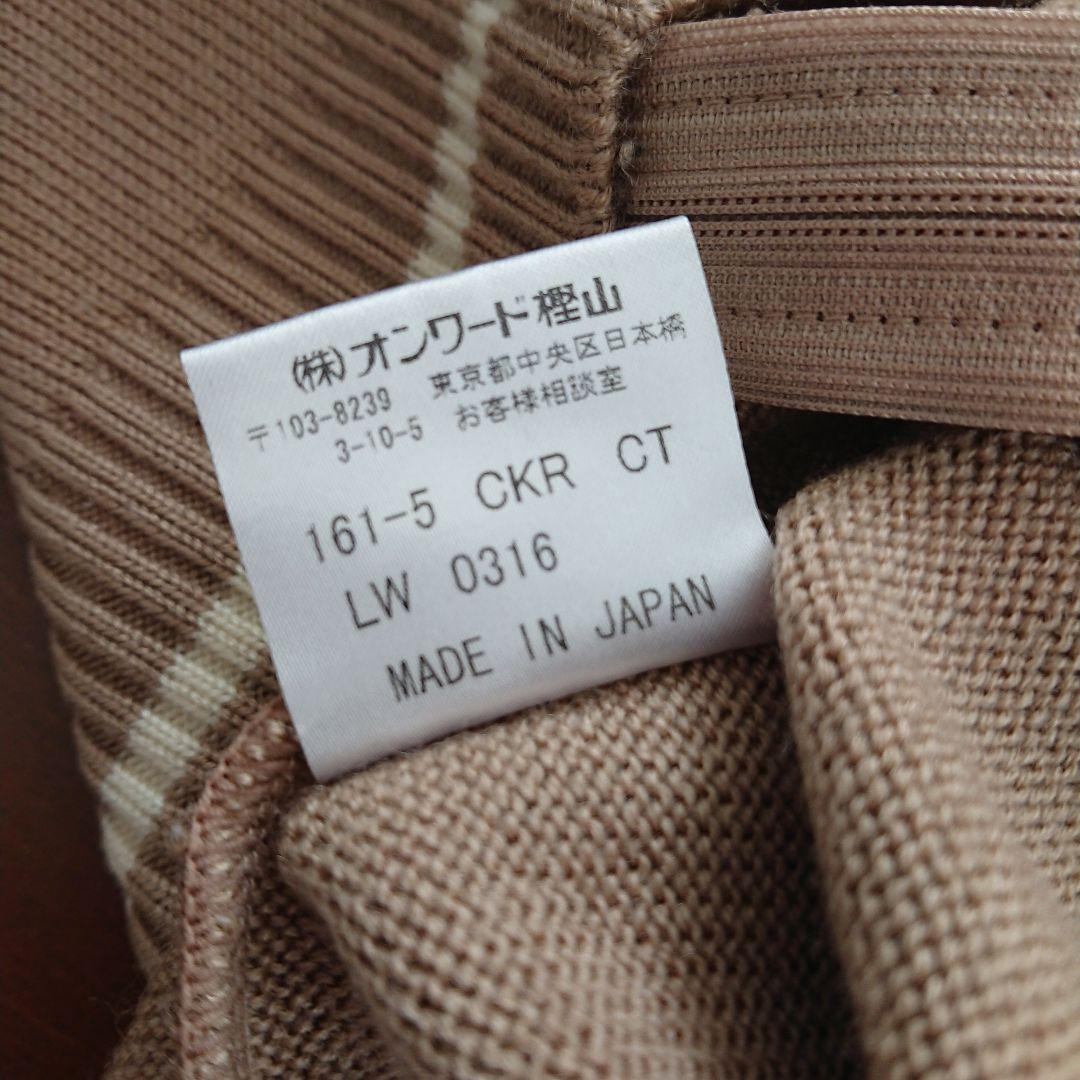 (株)オンワード樫山
〒103-8239 東京都中央区日本橋
3-10-5 お客様相談室
161-5 CKR CT
LW 0316
MADE IN JAPAN